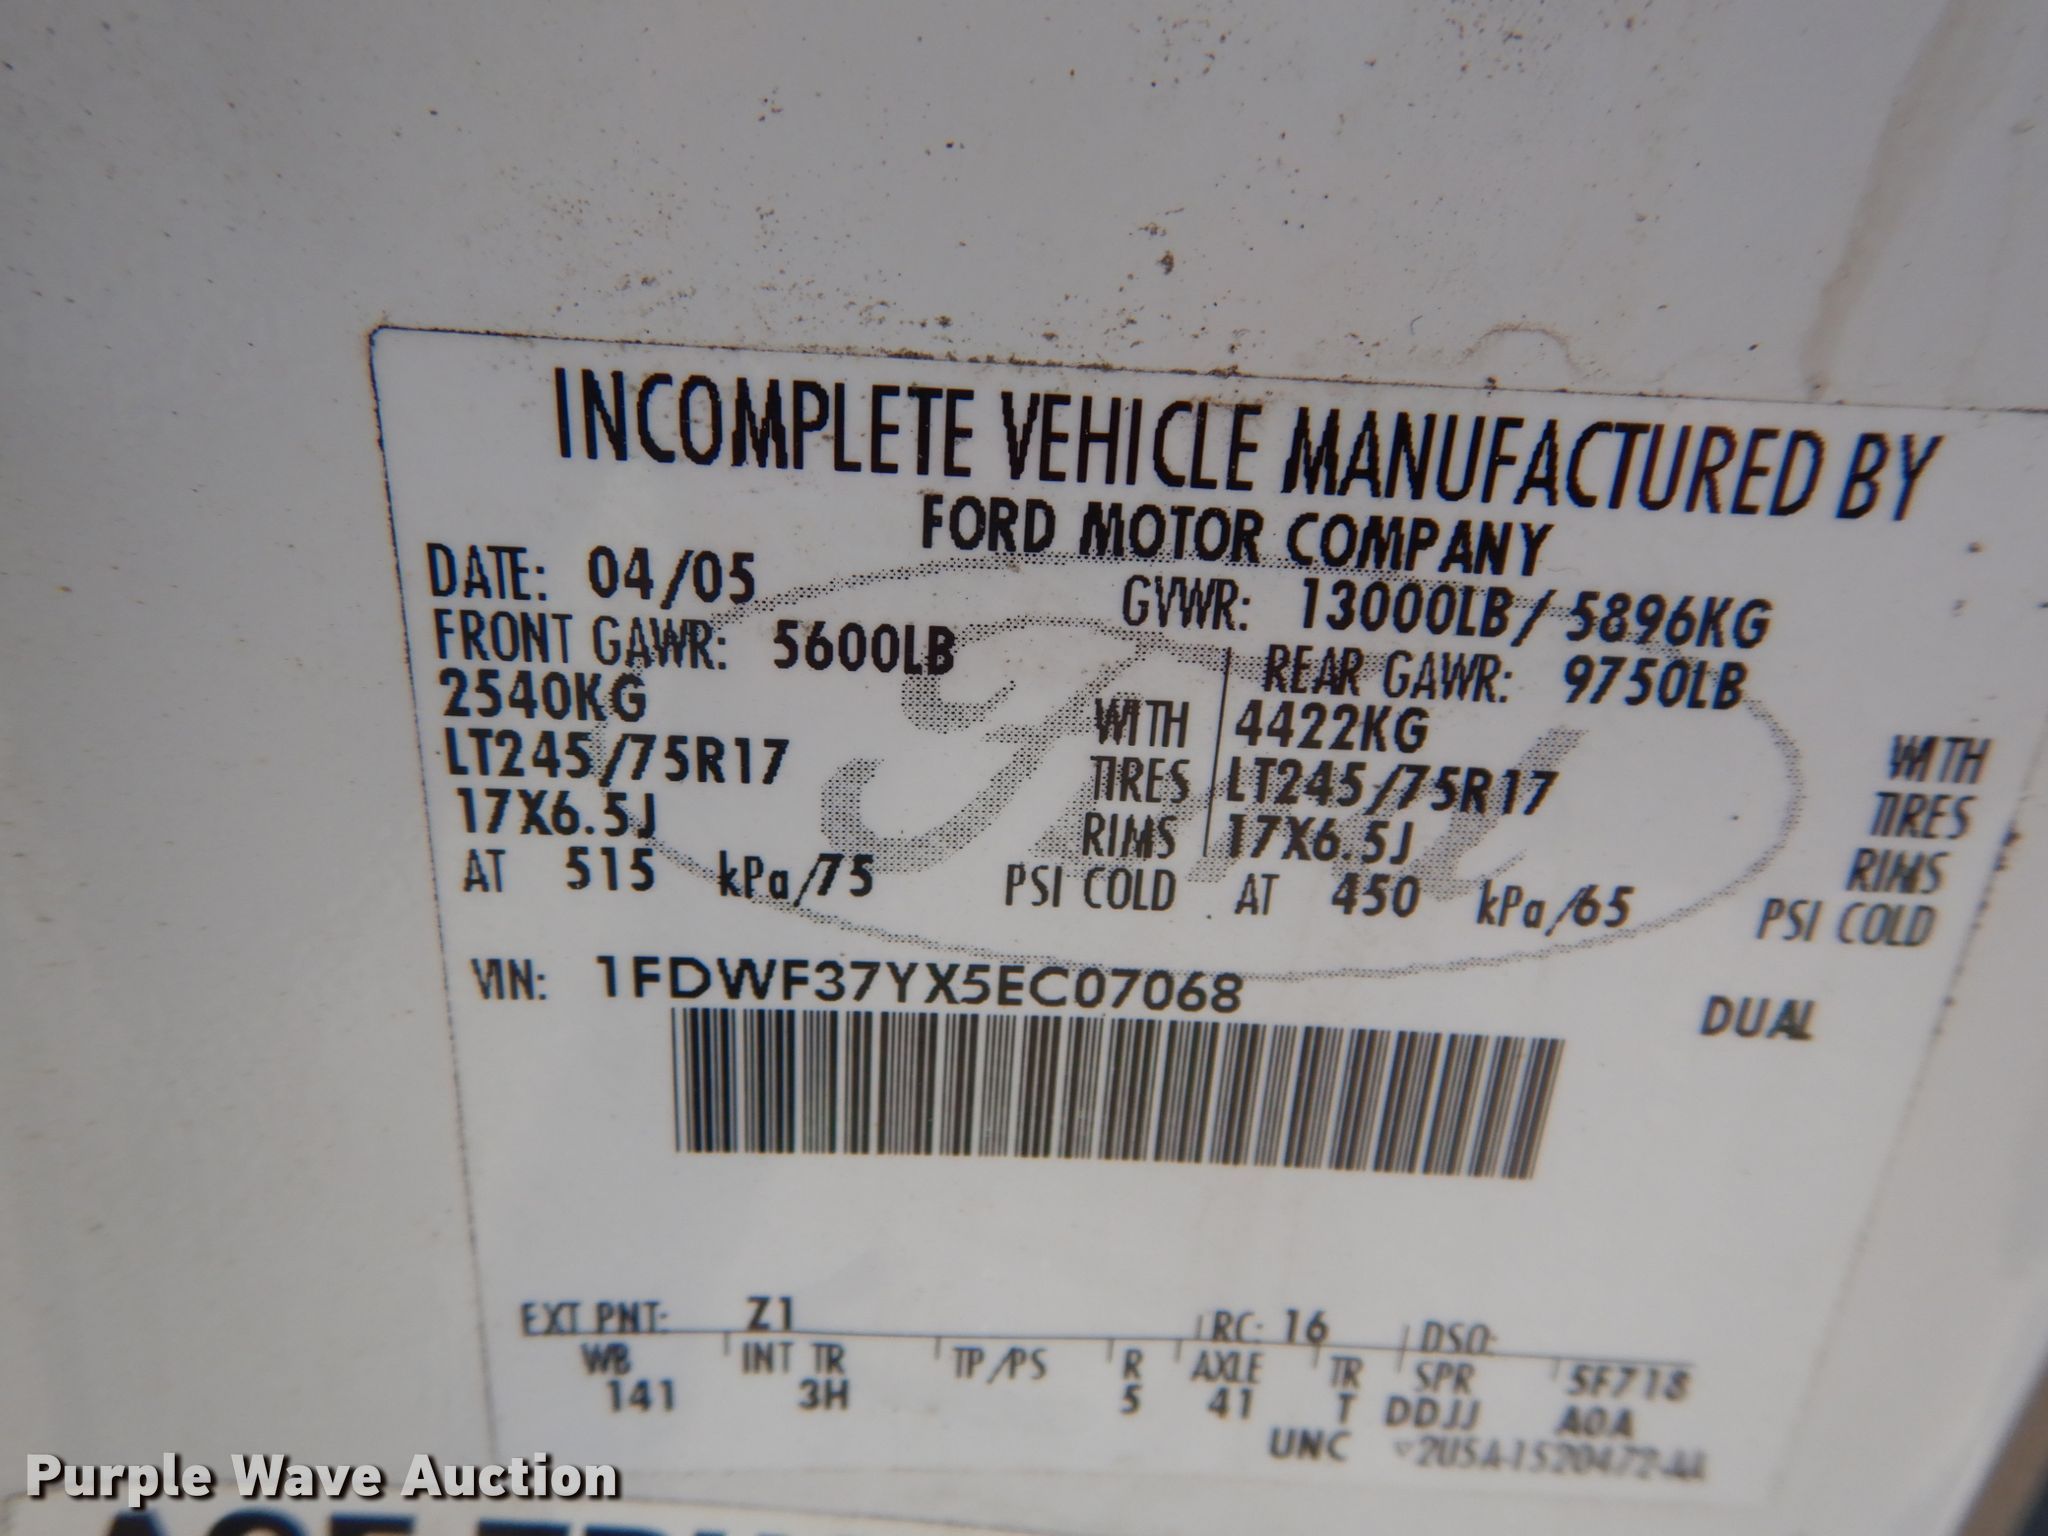 INCOMPLETE VEHICLE MANUFACTURED BY
FORD MOTOR COMPANY
DATE: 04/05 GVWR: 13000LB / 5896KG
FRONT GAWR: 5600LB REAR GAWR: 9750LB
2540KG WITH 4422KG WITH
LT245/75R17 TIRES LT245/75R17 TIRES
17X6.5J RIMS 17X6.5J RIMS
AT 515 kPa/75 PSI COLD AT 450 kPa/65 PSI COLD
VIN: 1FDWF37YX5EC07068 DUAL
EXT PNT: Z1 RC: 16 DSO:
WB INT TR TP/PS R AXLE TR SPR 5F718
141 3H 5 41 T DDJJ A0A
UNC
Purple Wave Auction